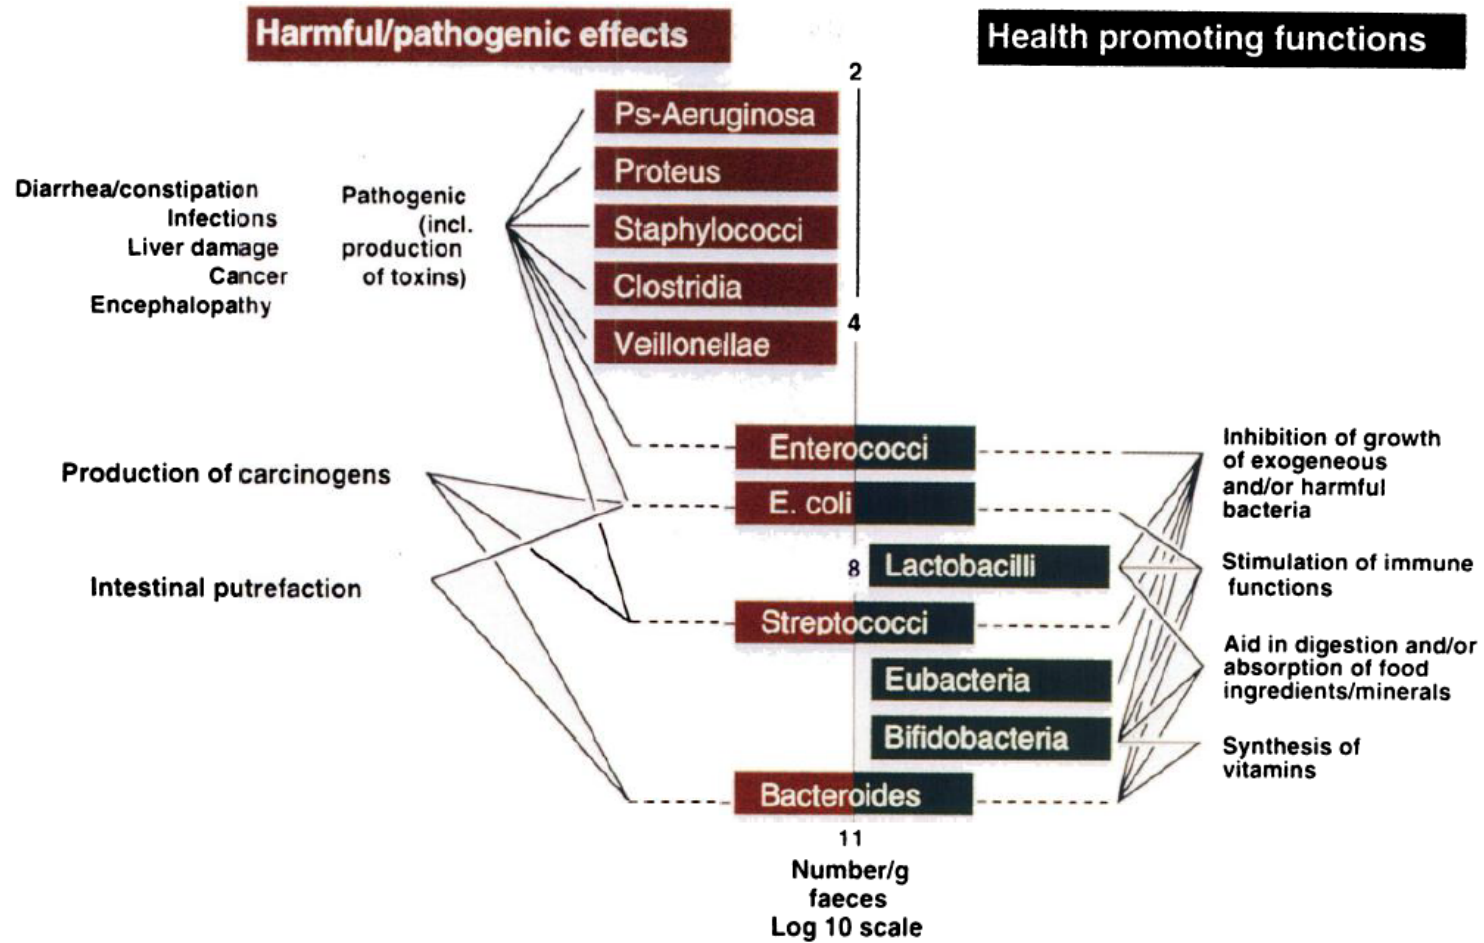 Harmful/pathogenic effects
Health promoting functions
2
Ps-Aeruginosa
Proteus
Staphylococci
Clostridia
4
Veillonellae
Diarrhea/constipation
Infections
Liver damage
Cancer
Encephalopathy
Pathogenic
(incl.
production
of toxins)
Production of carcinogens
Intestinal putrefaction
Enterococci
E. coli
8
Lactobacilli
Streptococci
Eubacteria
Bifidobacteria
Bacteroides
11
Number/g
faeces
Log 10 scale
Inhibition of growth
of exogeneous
and/or harmful
bacteria
Stimulation of immune
functions
Aid in digestion and/or
absorption of food
ingredients/minerals
Synthesis of
vitamins